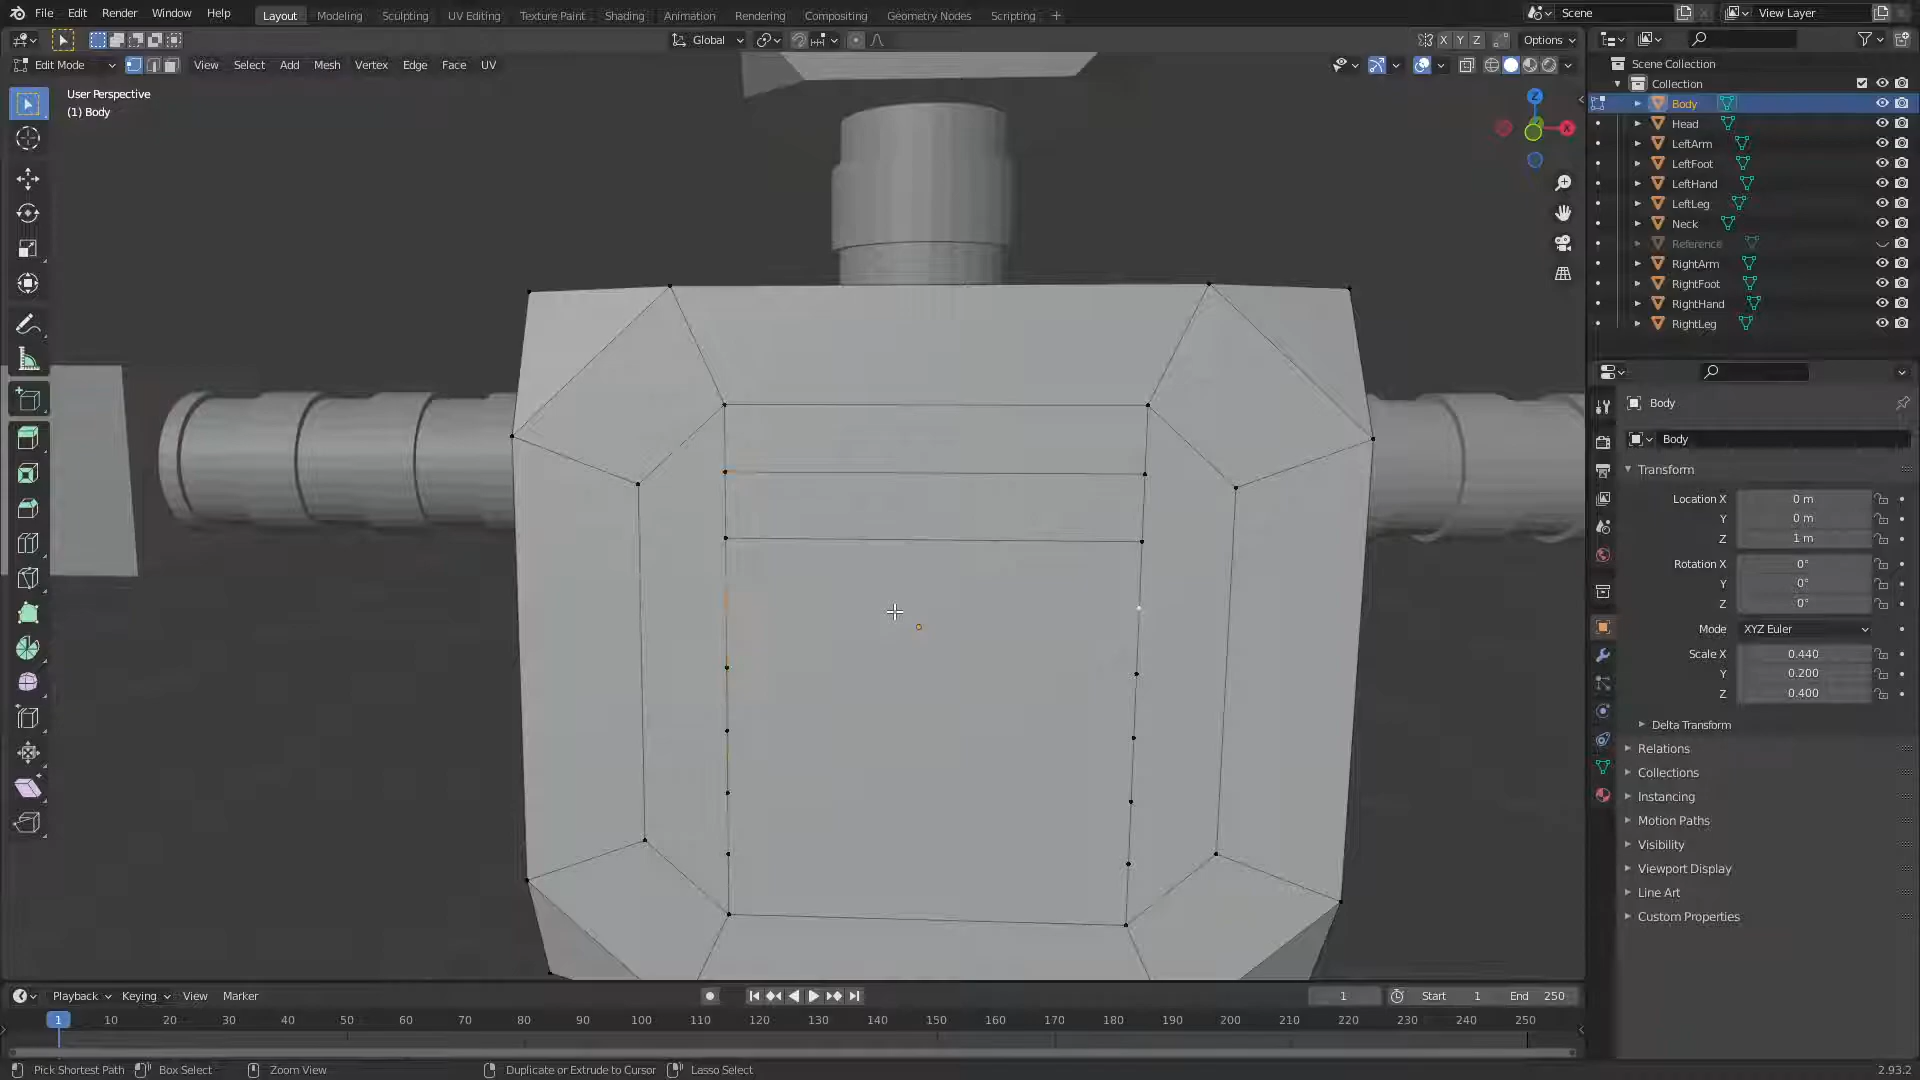 File Edit Render Window Help Layout Modeling Sculpting UV Editing Texture Paint Shading Animation Rendering Compositing Geometry Nodes Scripting + Scene View Layer
Global X Y Z Options
Edit Mode View Select Add Mesh Vertex Edge Face UV
User Perspective
(1) Body
Z
X
Scene Collection
Collection
Body
Head
LeftArm
LeftFoot
LeftHand
LeftLeg
Neck
Reference
RightArm
RightFoot
RightHand
RightLeg
Body
Body
Transform
Location X 0 m
Y 0 m
Z 1 m
Rotation X 0°
Y 0°
Z 0°
Mode XYZ Euler
Scale X 0.440
Y 0.200
Z 0.400
Delta Transform
Relations
Collections
Instancing
Motion Paths
Visibility
Viewport Display
Line Art
Custom Properties
Playback Keying View Marker 1 Start 1 End 250
1 10 20 30 40 50 60 70 80 90 100 110 120 130 140 150 160 170 180 190 200 210 220 230 240 250
Pick Shortest Path Box Select Zoom View Duplicate or Extrude to Cursor Lasso Select 2.93.2